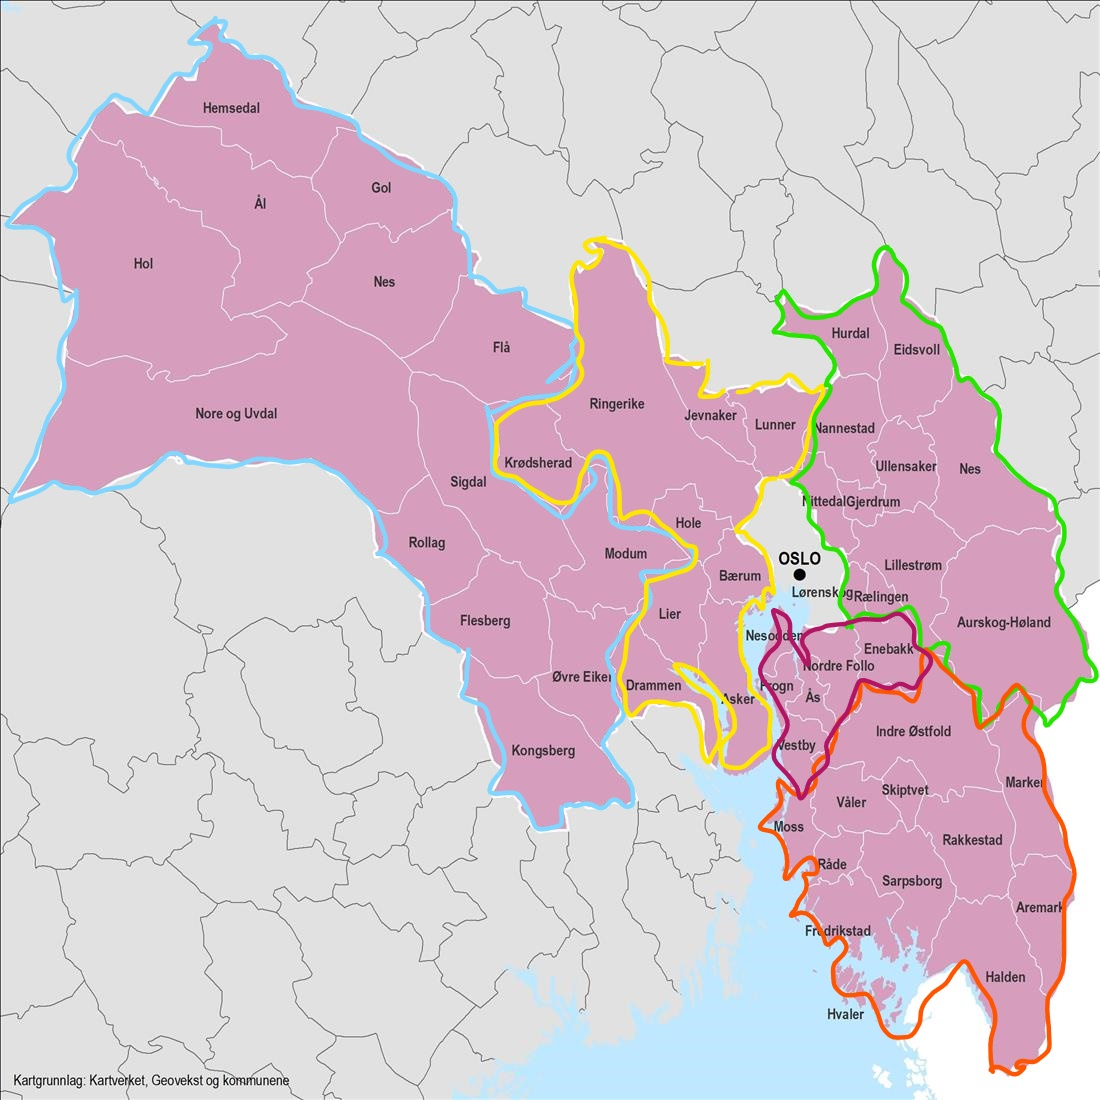 Hemsedal
Gol
Ål
Hol
Nes
Hurdal
Eidsvoll
Flå
Ringerike
Jevnaker
Nore og Uvdal
Lunner
Nannestad
Krødsherad
Ullensaker
Nes
Sigdal
Nittedal
Gjerdrum
Hole
Rollag
Modum
OSLO
Lillestrøm
Bærum
Lørenskog
Rælingen
Lier
Flesberg
Aurskog-Høland
Nesodden
Enebakk
Nordre Follo
Øvre Eiker
Drammen
Frogn
Ås
Asker
Indre Østfold
Vestby
Kongsberg
Marker
Skiptvet
Våler
Moss
Rakkestad
Råde
Sarpsborg
Aremark
Fredrikstad
Halden
Hvaler
Kartgrunnlag: Kartverket, Geovekst og kommunene